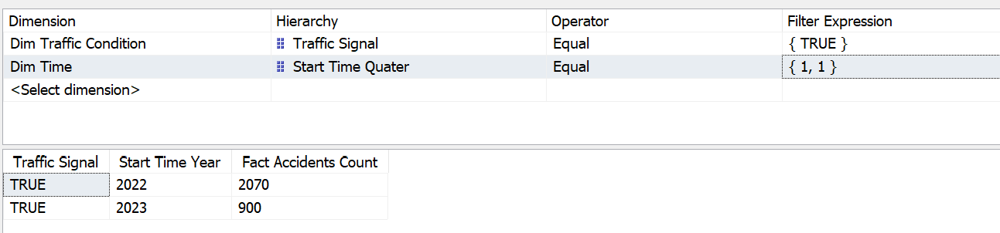 Dimension Hierarchy Operator Filter Expression
Dim Traffic Condition Traffic Signal Equal { TRUE }
Dim Time Start Time Quater Equal { 1, 1 }
<Select dimension>
Traffic Signal Start Time Year Fact Accidents Count
TRUE 2022 2070
TRUE 2023 900